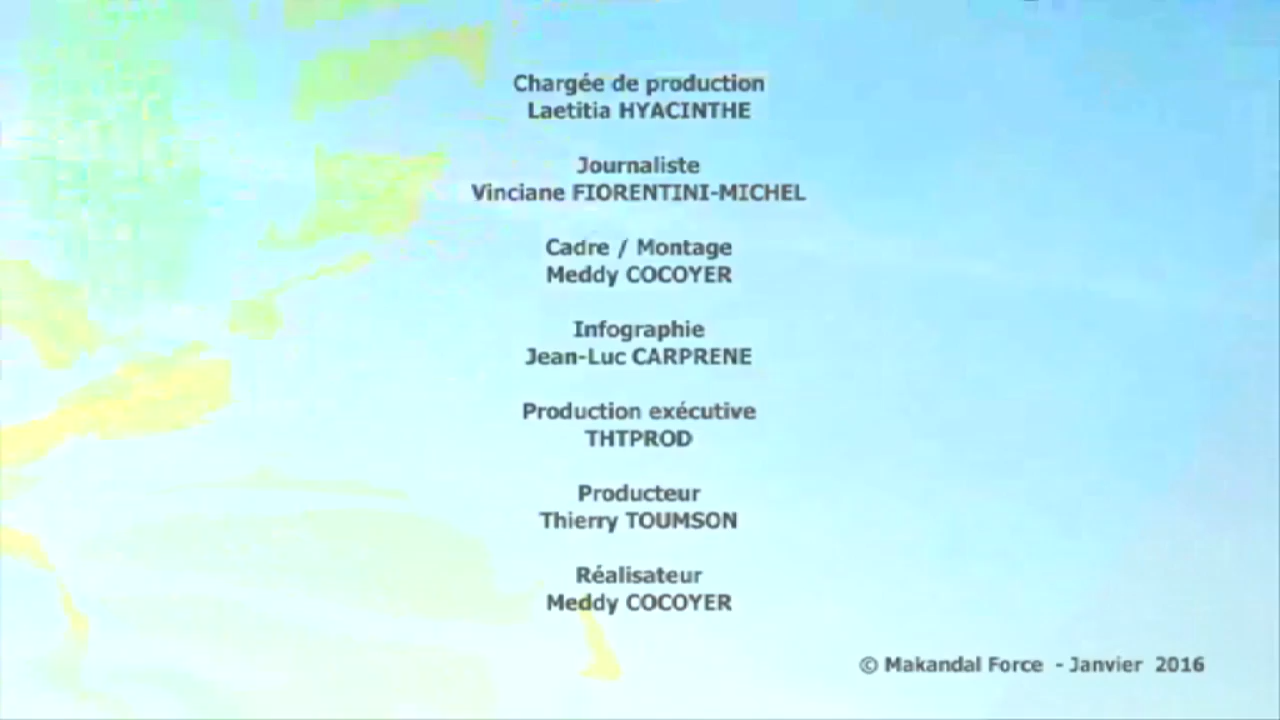 Chargée de production
Laetitia HYACINTHE
Journaliste
Vinciane FIORENTINI-MICHEL
Cadre / Montage
Meddy COCOYER
Infographie
Jean-Luc CARPRENE
Production exécutive
THTPROD
Producteur
Thierry TOUMSON
Réalisateur
Meddy COCOYER
© Makandal Force - Janvier 2016